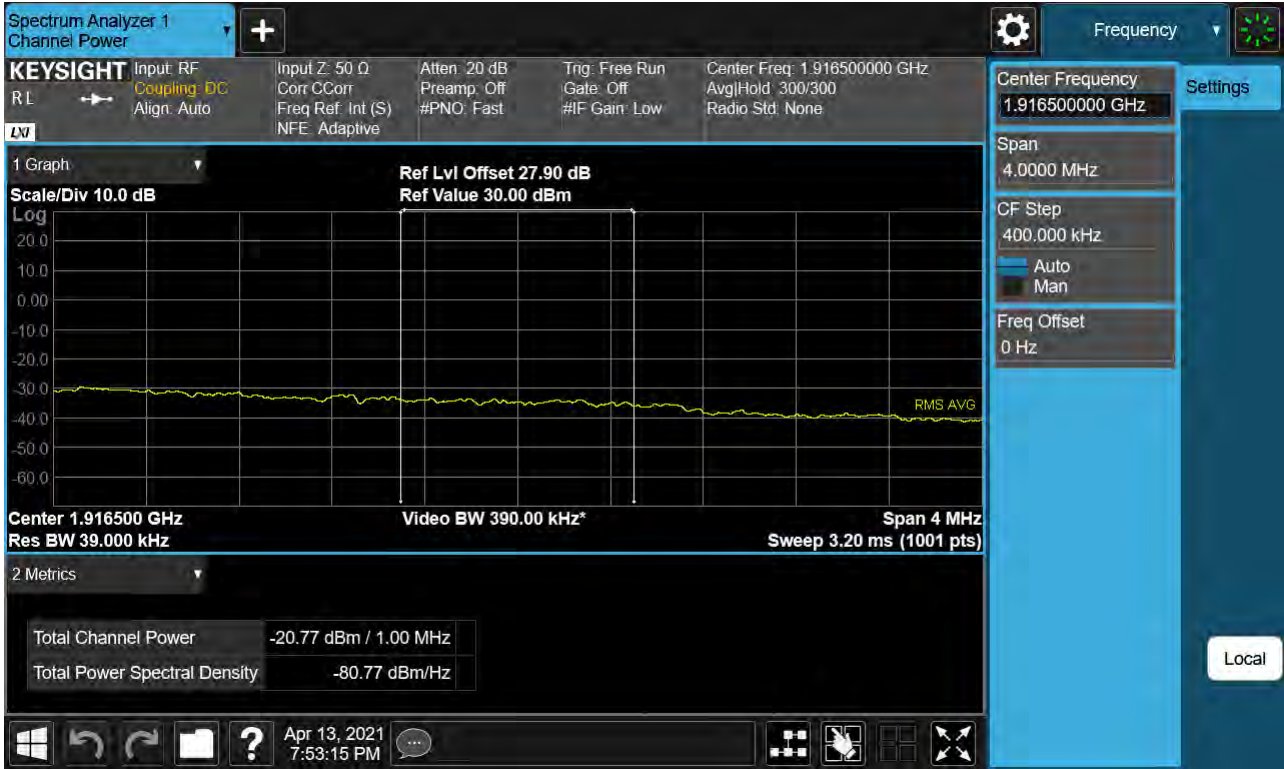 Spectrum Analyzer 1
Channel Power
Frequency
KEYSIGHT
R L
LXI
Input: RF
Coupling: DC
Align: Auto
Input Z: 50 Ω
Corr CCorr
Freq Ref: Int (S)
NFE: Adaptive
Atten: 20 dB
Preamp: Off
#PNO: Fast
Trig: Free Run
Gate: Off
#IF Gain: Low
Center Freq: 1.916500000 GHz
Avg|Hold: 300/300
Radio Std: None
Center Frequency
1.916500000 GHz
Settings
Span
4.0000 MHz
CF Step
400.000 kHz
Auto
Man
Freq Offset
0 Hz
Local
1 Graph
Ref Lvl Offset 27.90 dB
Scale/Div 10.0 dB
Ref Value 30.00 dBm
Log
20.0
10.0
0.00
-10.0
-20.0
-30.0
-40.0
-50.0
-60.0
RMS AVG
Center 1.916500 GHz
Video BW 390.00 kHz*
Span 4 MHz
Res BW 39.000 kHz
Sweep 3.20 ms (1001 pts)
2 Metrics
Total Channel Power -20.77 dBm / 1.00 MHz
Total Power Spectral Density -80.77 dBm/Hz
Apr 13, 2021
7:53:15 PM